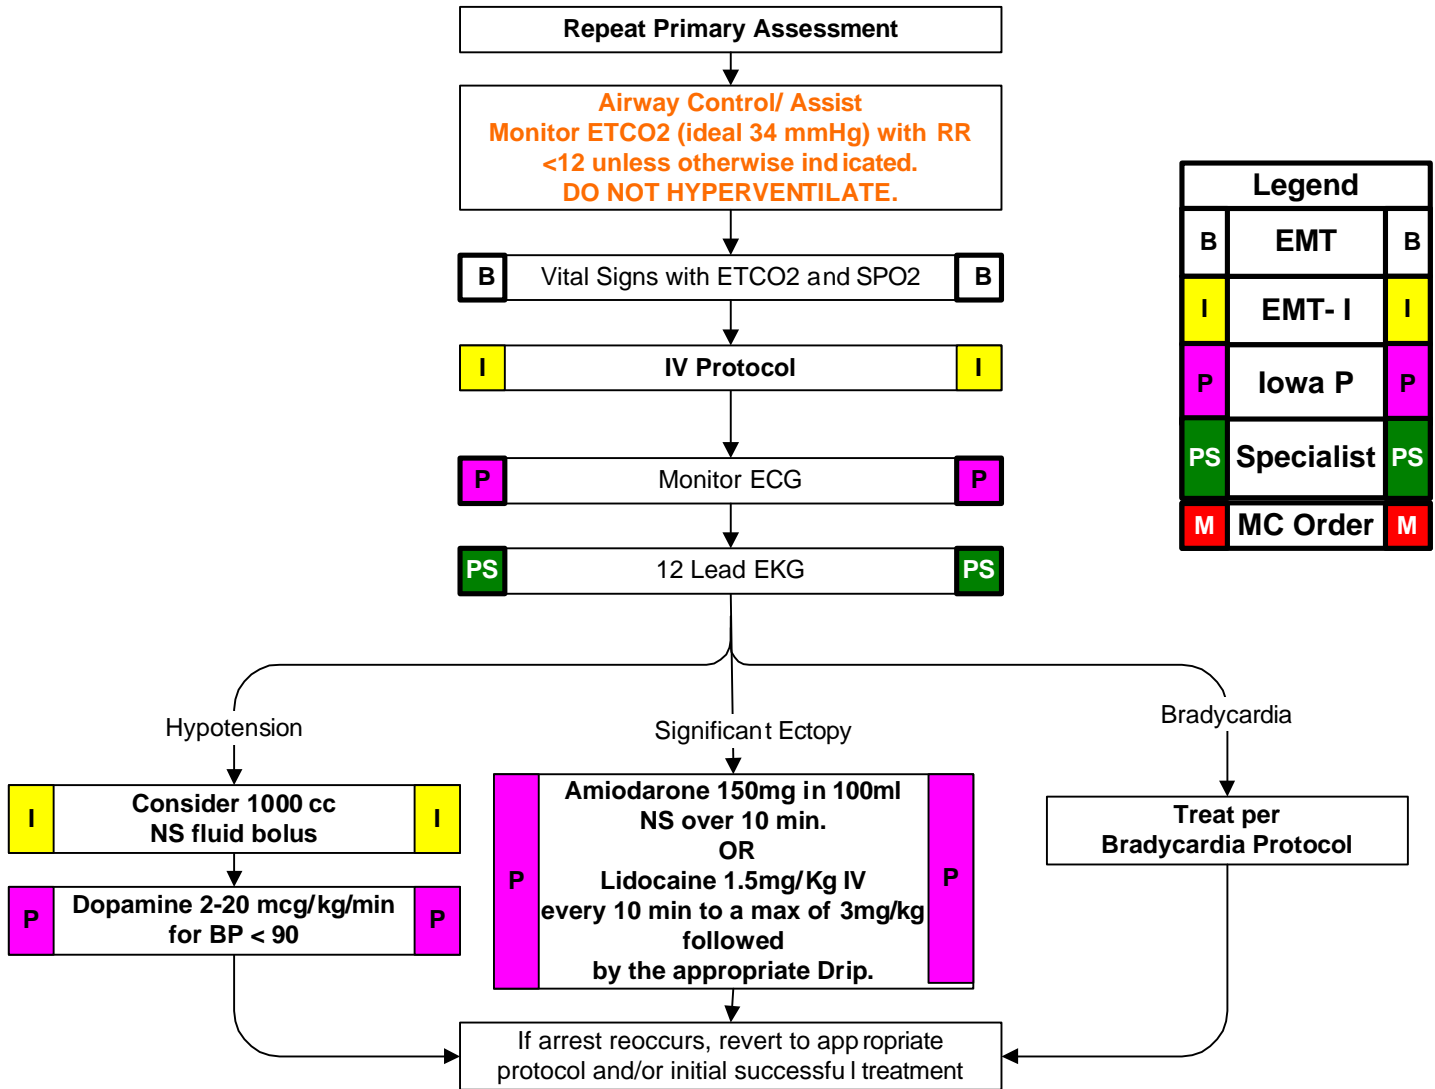 Repeat Primary Assessment
Airway Control/ Assist
Monitor ETCO2 (ideal 34 mmHg) with RR
<12 unless otherwise indicated.
DO NOT HYPERVENTILATE.
B Vital Signs with ETCO2 and SPO2 B
I IV Protocol I
P Monitor ECG P
PS 12 Lead EKG PS
Legend
B EMT B
I EMT- I I
P Iowa P P
PS Specialist PS
M MC Order M
Hypotension
I Consider 1000 cc I
NS fluid bolus
P Dopamine 2-20 mcg/kg/min P
for BP < 90
Significant Ectopy
Amiodarone 150mg in 100ml
NS over 10 min.
OR
P Lidocaine 1.5mg/Kg IV P
every 10 min to a max of 3mg/kg
followed
by the appropriate Drip.
Bradycardia
Treat per
Bradycardia Protocol
If arrest reoccurs, revert to appropriate
protocol and/or initial successful treatment